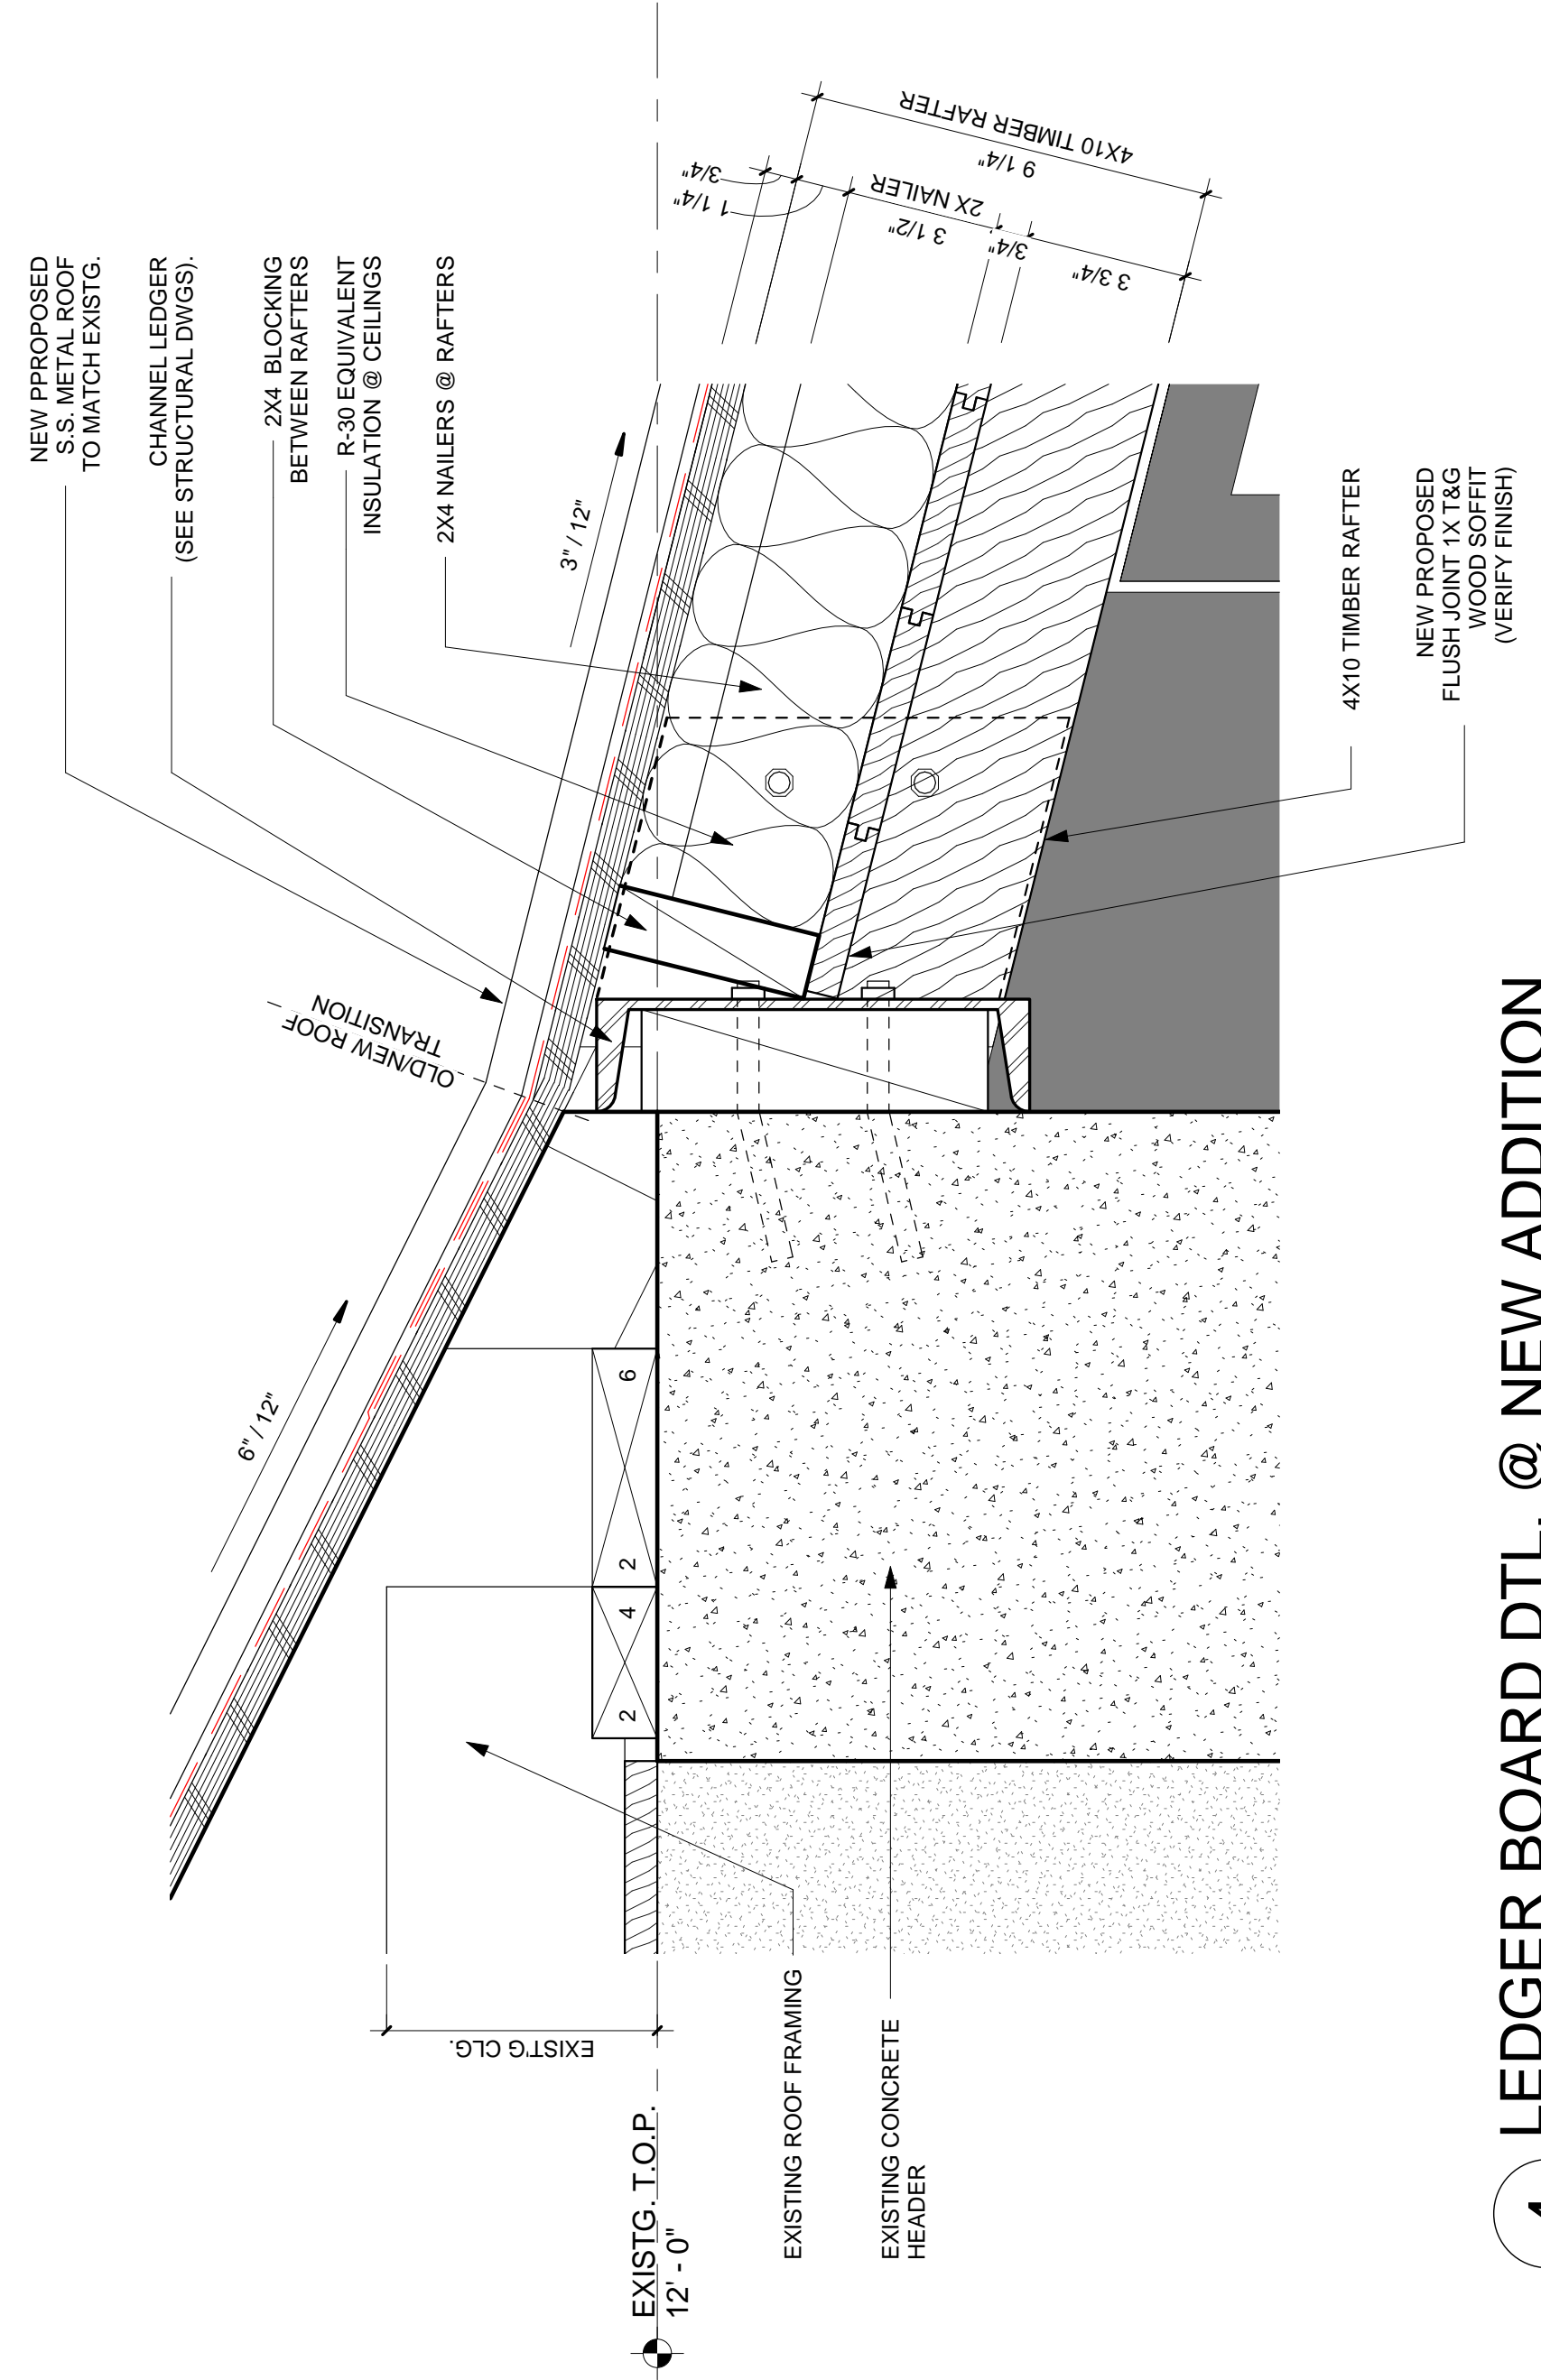 NEW PPROPOSED
S.S. METAL ROOF
TO MATCH EXISTG.
CHANNEL LEDGER
(SEE STRUCTURAL DWGS).
2X4 BLOCKING
BETWEEN RAFTERS
R-30 EQUIVALENT
INSULATION @ CEILINGS
2X4 NAILERS @ RAFTERS
3" / 12"
6" / 12"
OLD/NEW ROOF
TRANSITION
3/4"
1 1/4"
2X NAILER
3 1/2"
3/4"
3 3/4"
4X10 TIMBER RAFTER
9 1/4"
2
4
2
6
EXIST'G CLG.
EXISTG. T.O.P.
12' - 0"
EXISTING ROOF FRAMING
EXISTING CONCRETE
HEADER
4X10 TIMBER RAFTER
NEW PROPOSED
FLUSH JOINT 1X T&G
WOOD SOFFIT
(VERIFY FINISH)
LEDGER BOARD DTL. @ NEW ADDITION